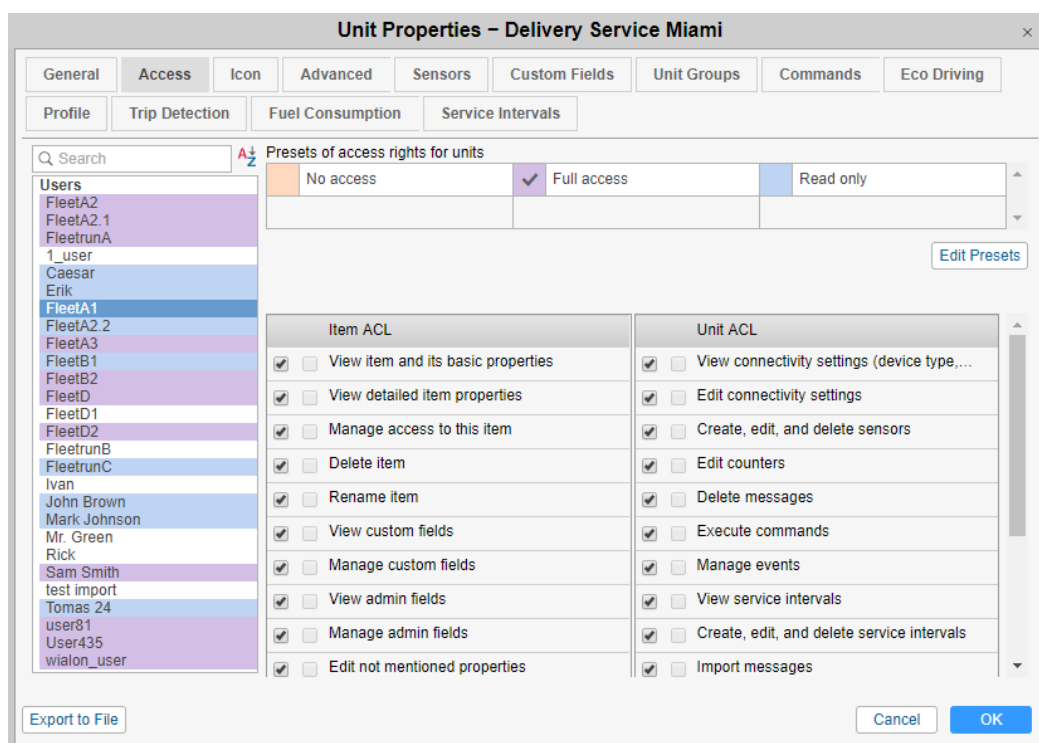 Unit Properties – Delivery Service Miami
General Access Icon Advanced Sensors Custom Fields Unit Groups Commands Eco Driving
Profile Trip Detection Fuel Consumption Service Intervals
Search
Users
FleetA2
FleetA2.1
FleetrunA
1_user
Caesar
Erik
FleetA1
FleetA2.2
FleetA3
FleetB1
FleetB2
FleetD
FleetD1
FleetD2
FleetrunB
FleetrunC
Ivan
John Brown
Mark Johnson
Mr. Green
Rick
Sam Smith
test import
Tomas 24
user81
User435
wialon_user
Presets of access rights for units
No access Full access Read only
Edit Presets
Item ACL Unit ACL
View item and its basic properties View connectivity settings (device type,...
View detailed item properties Edit connectivity settings
Manage access to this item Create, edit, and delete sensors
Delete item Edit counters
Rename item Delete messages
View custom fields Execute commands
Manage custom fields Manage events
View admin fields View service intervals
Manage admin fields Create, edit, and delete service intervals
Edit not mentioned properties Import messages
Export to File Cancel OK